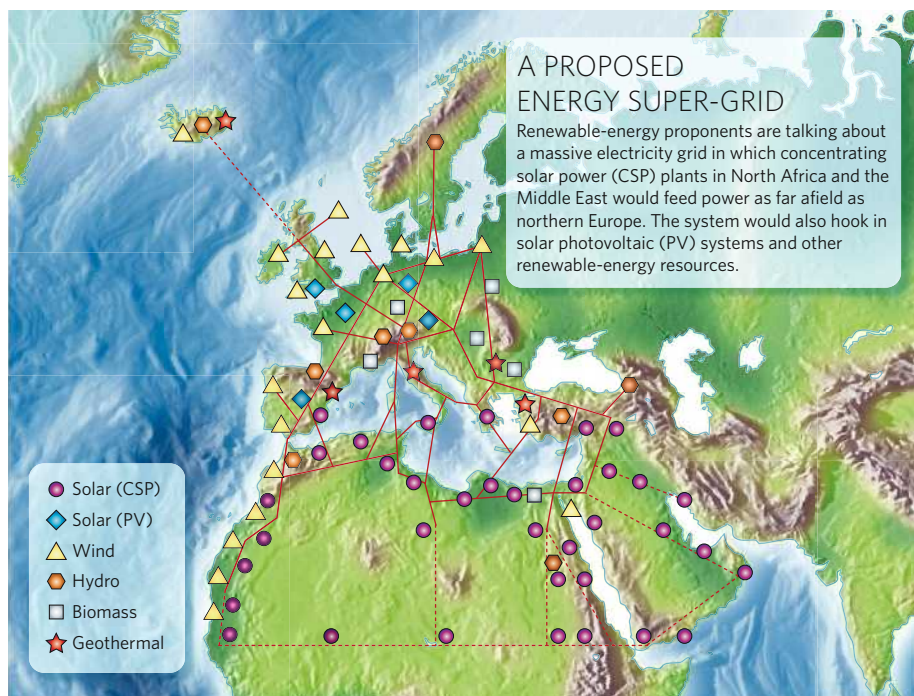 A PROPOSED
ENERGY SUPER-GRID
Renewable-energy proponents are talking about
a massive electricity grid in which concentrating
solar power (CSP) plants in North Africa and the
Middle East would feed power as far afield as
northern Europe. The system would also hook in
solar photovoltaic (PV) systems and other
renewable-energy resources.
Solar (CSP)
Solar (PV)
Wind
Hydro
Biomass
Geothermal